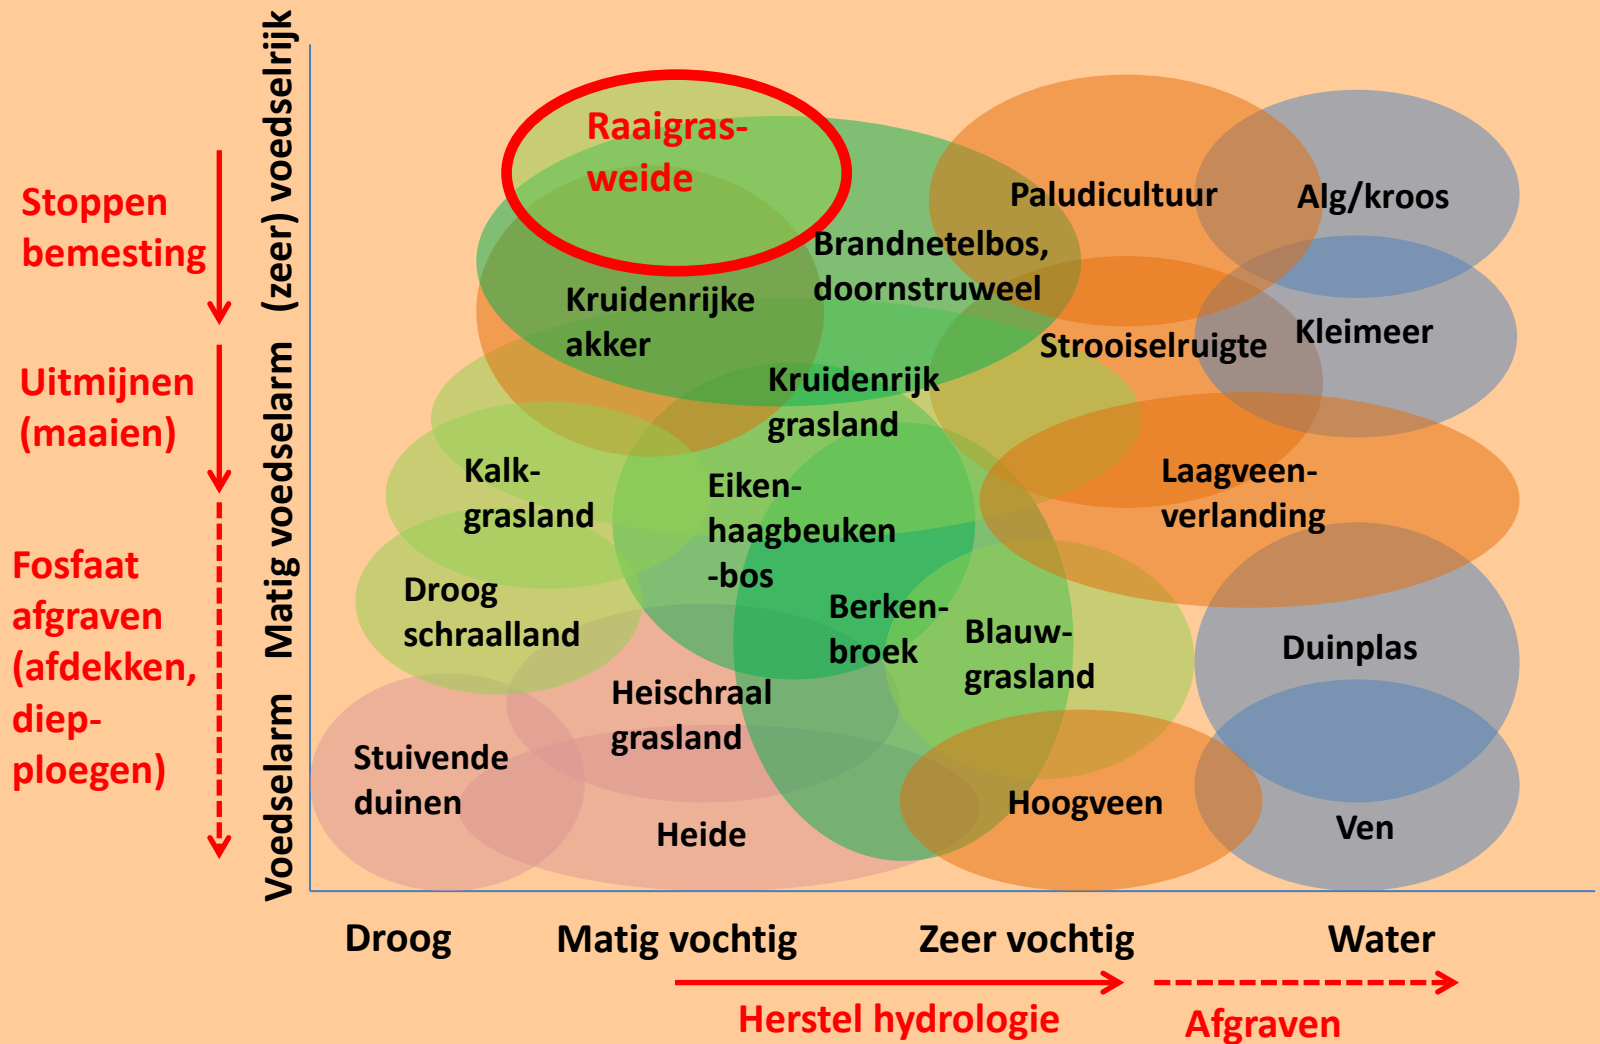 (zeer) voedselrijk
Matig voedselarm
Voedselarm
Stoppen
bemesting
Uitmijnen
(maaien)
Fosfaat
afgraven
(afdekken,
diep-
ploegen)
Raaigras-
weide
Paludicultuur
Alg/kroos
Brandnetelbos,
doornstruweel
Kruidenrijke
akker
Strooiselruigte
Kleimeer
Kruidenrijk
grasland
Kalk-
grasland
Eiken-
haagbeuken
-bos
Laagveen-
verlanding
Droog
schraalland
Berken-
broek
Blauw-
grasland
Duinplas
Heischraal
grasland
Stuivende
duinen
Heide
Hoogveen
Ven
Droog
Matig vochtig
Zeer vochtig
Water
Herstel hydrologie
Afgraven